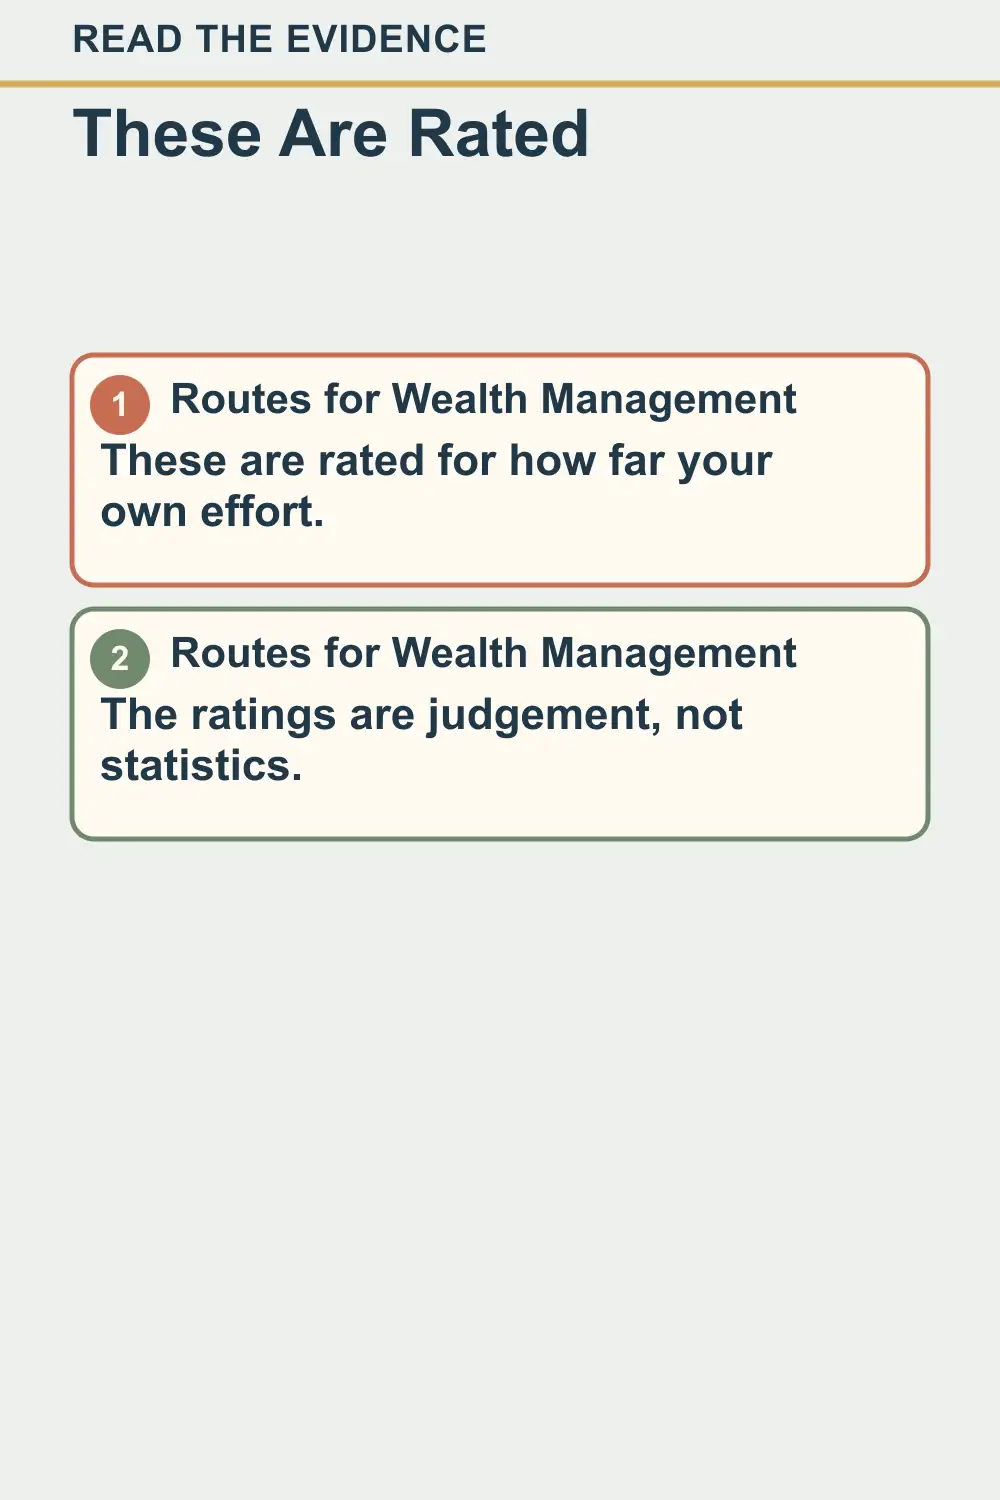 READ THE EVIDENCE
These Are Rated
1 Routes for Wealth Management
These are rated for how far your
own effort.
2 Routes for Wealth Management
The ratings are judgement, not
statistics.